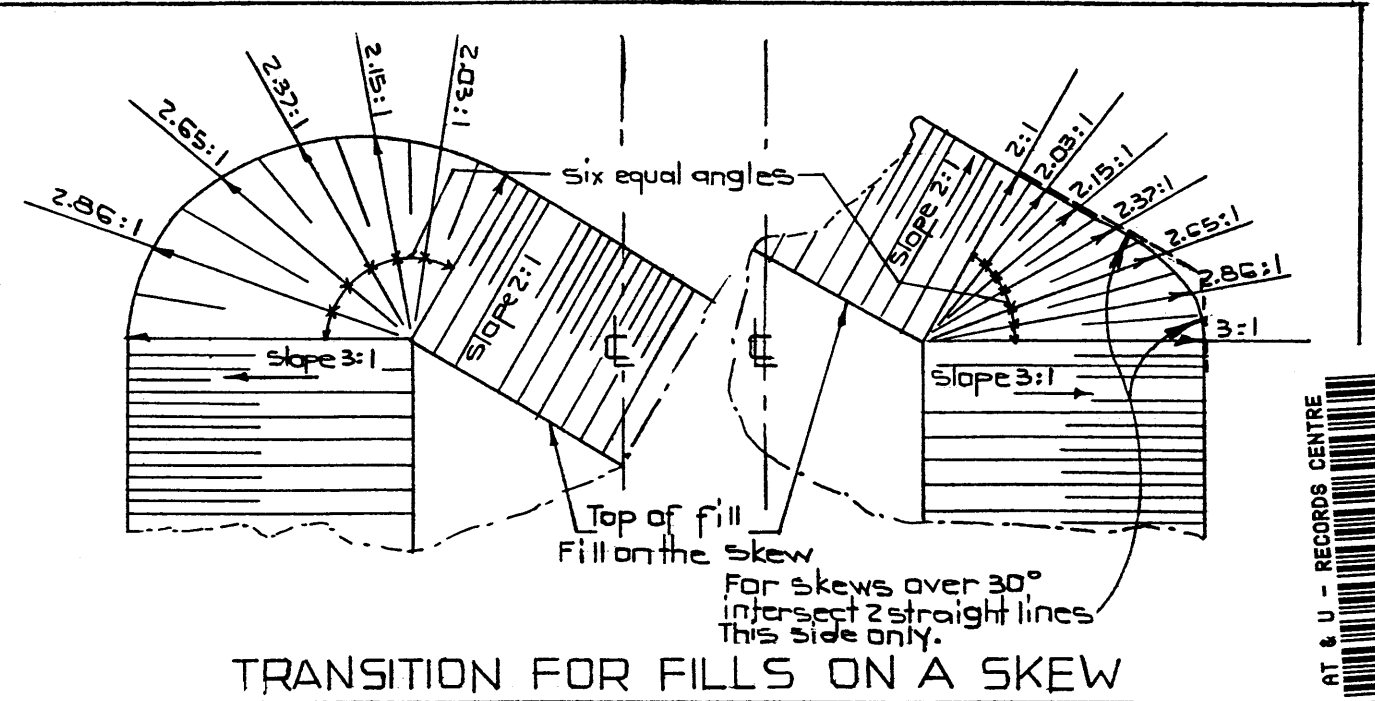 2.86:1
2.65:1
2.37:1
2.15:1
2.03:1
six equal angles
2:1
2.03:1
2.15:1
2.37:1
2.65:1
2.86:1
3:1
slope 2:1
slope 2:1
slope 3:1
slope 3:1
℄
℄
Top of fill
Fill on the skew
For skews over 30°
intersect 2 straight lines
This side only.
TRANSITION FOR FILLS ON A SKEW
AT & U - RECORDS CENTRE